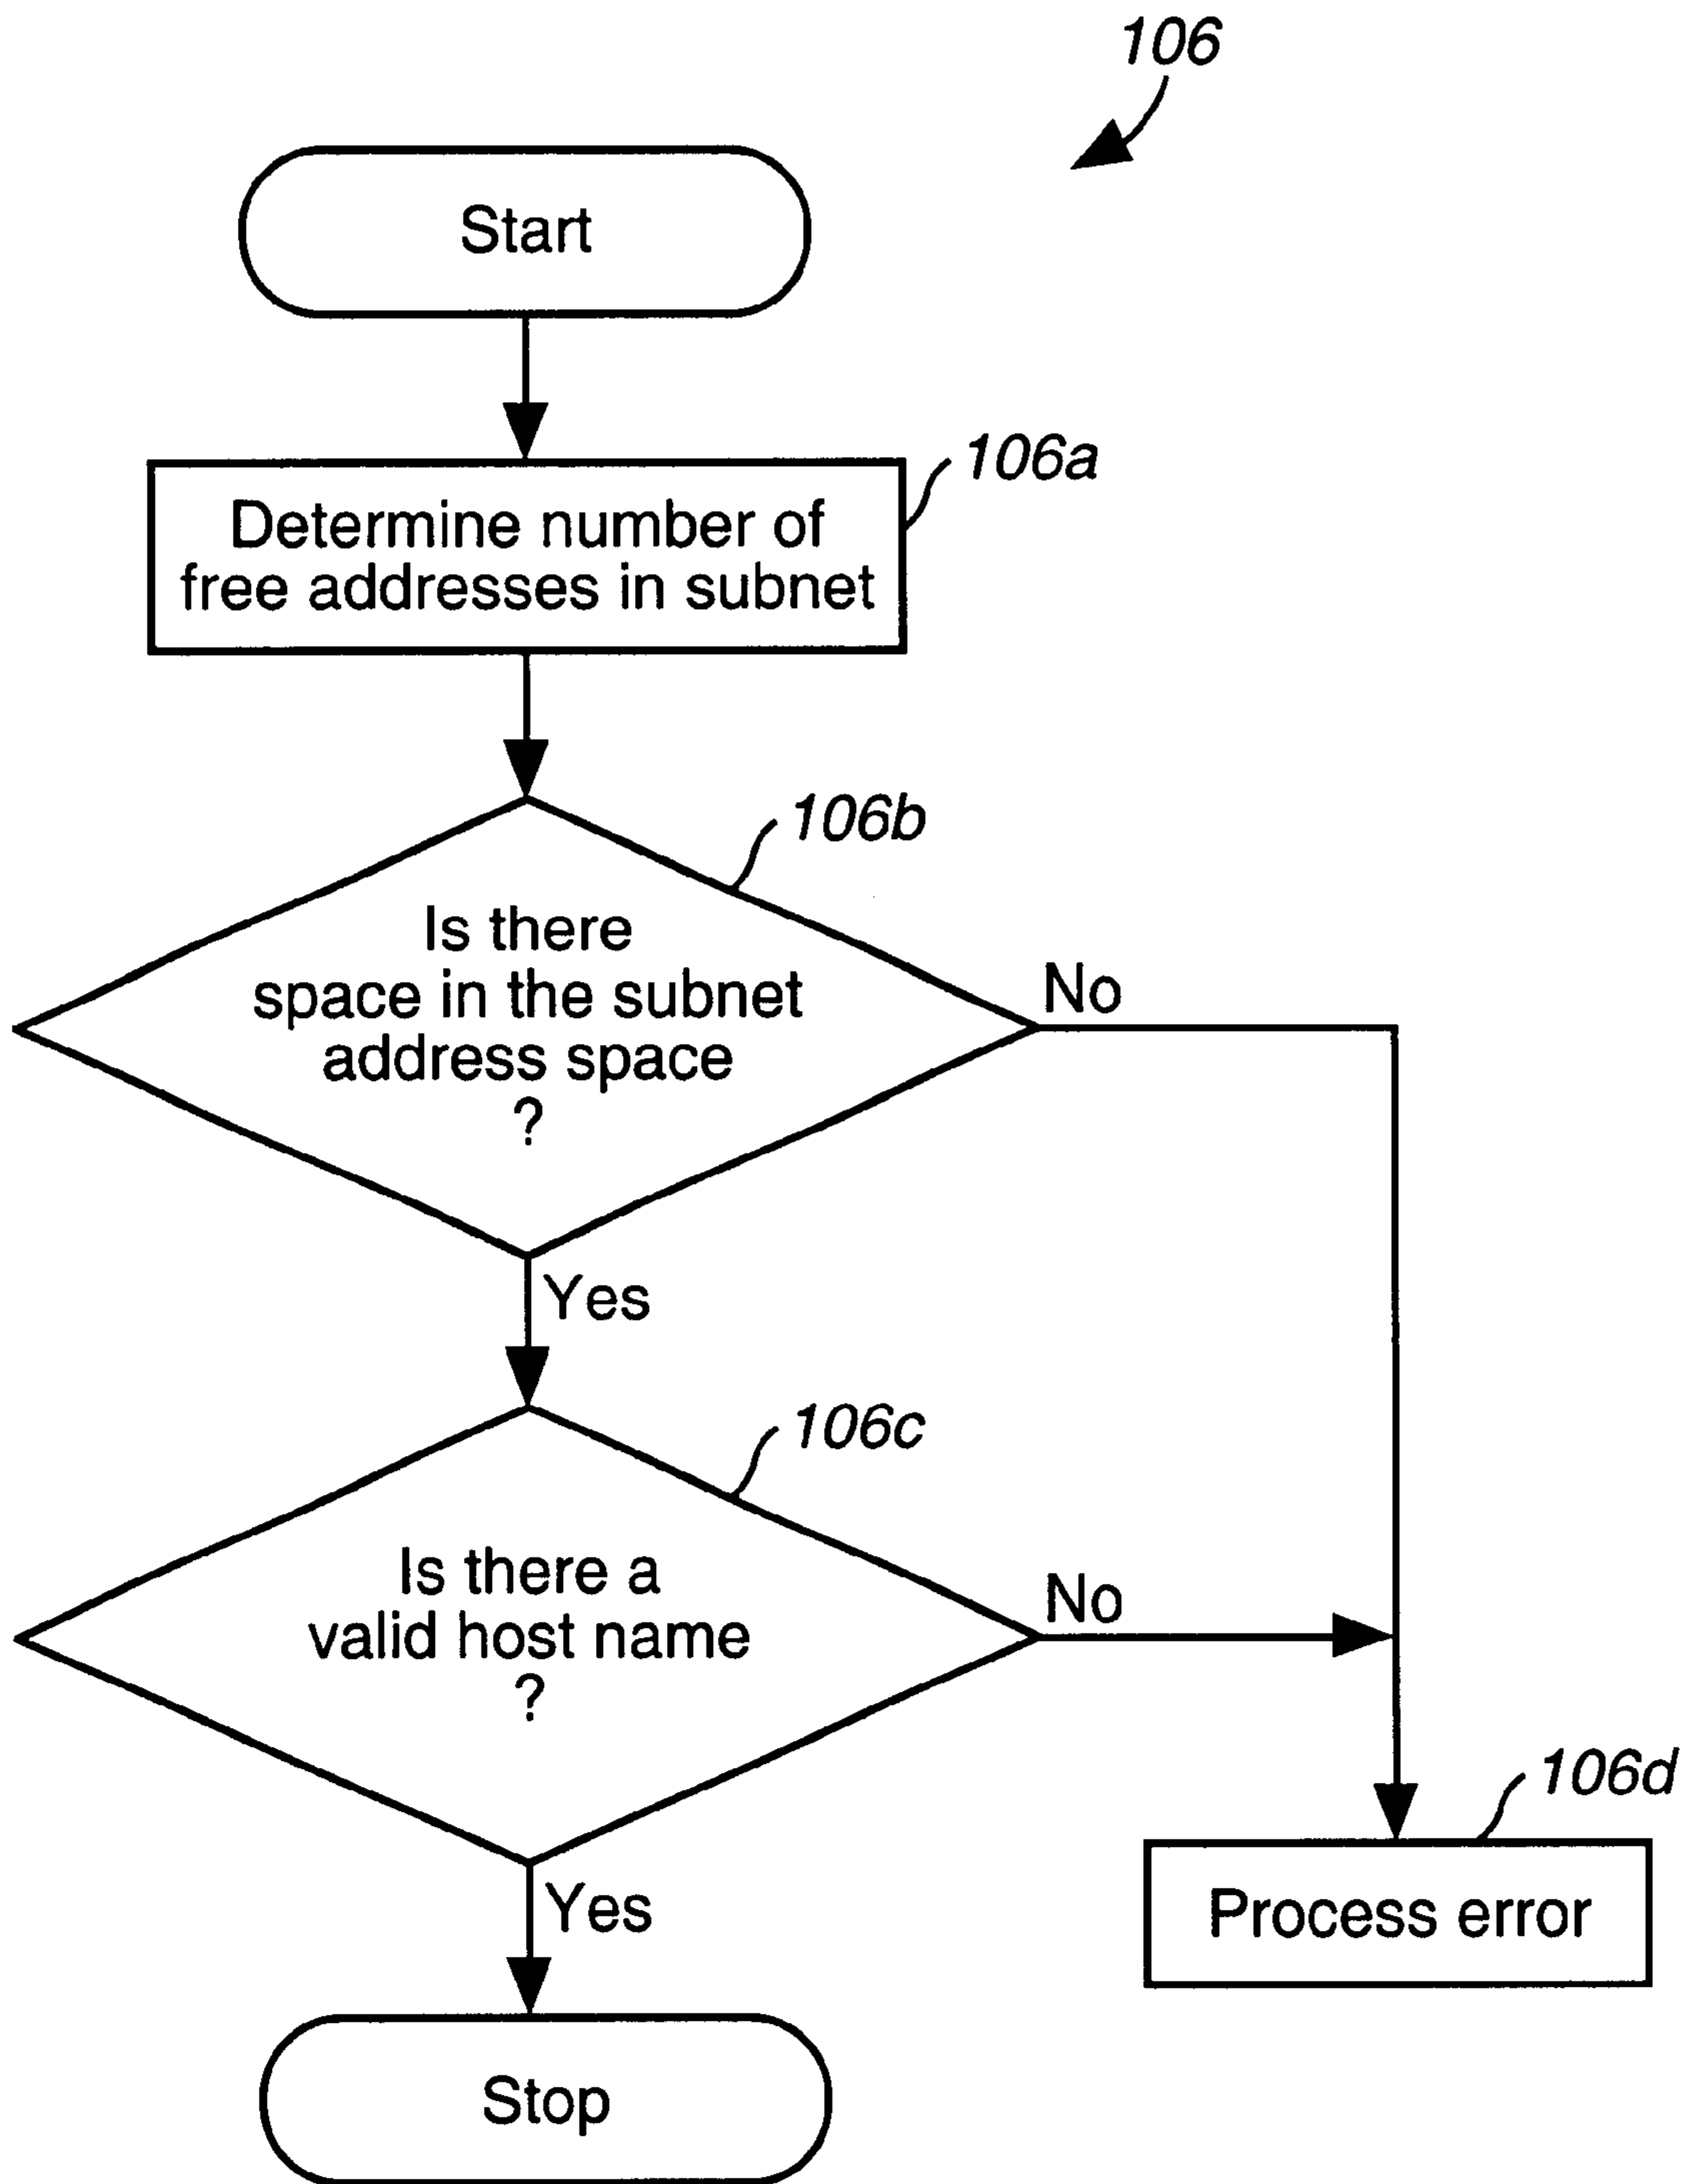 106
Start
106a
Determine number of
free addresses in subnet
106b
Is there
space in the subnet
address space
?
No
Yes
106c
Is there a
valid host name
?
No
106d
Process error
Yes
Stop